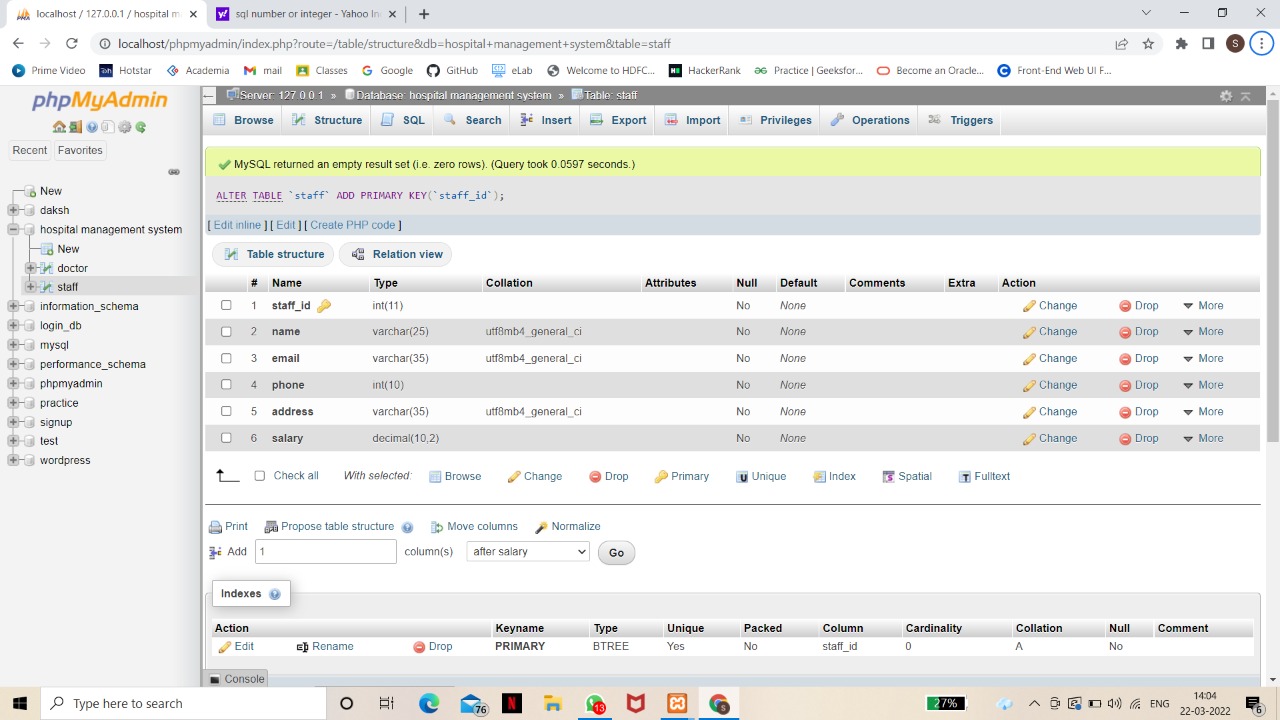 localhost / 127.0.0.1 / hospital m
sql number or integer - Yahoo In
localhost/phpmyadmin/index.php?route=/table/structure&db=hospital+management+system&table=staff
S
Prime Video Hotstar Academia mail Classes Google GitHub eLab Welcome to HDFC... HackerRank Practice | Geeksfor... Become an Oracle... Front-End Web UI F...
phpMyAdmin
Recent Favorites
New
daksh
hospital management system
New
doctor
staff
information_schema
login_db
mysql
performance_schema
phpmyadmin
practice
signup
test
wordpress
Server: 127.0.0.1 » Database: hospital management system » Table: staff
Browse Structure SQL Search Insert Export Import Privileges Operations Triggers
MySQL returned an empty result set (i.e. zero rows). (Query took 0.0597 seconds.)
ALTER TABLE `staff` ADD PRIMARY KEY(`staff_id`);
[ Edit inline ] [ Edit ] [ Create PHP code ]
Table structure Relation view
# Name Type Collation Attributes Null Default Comments Extra Action
1 staff_id int(11) No None Change Drop More
2 name varchar(25) utf8mb4_general_ci No None Change Drop More
3 email varchar(35) utf8mb4_general_ci No None Change Drop More
4 phone int(10) No None Change Drop More
5 address varchar(35) utf8mb4_general_ci No None Change Drop More
6 salary decimal(10,2) No None Change Drop More
Check all With selected: Browse Change Drop Primary Unique Index Spatial Fulltext
Print Propose table structure Move columns Normalize
Add 1 column(s) after salary Go
Indexes
Action Keyname Type Unique Packed Column Cardinality Collation Null Comment
Edit Rename Drop PRIMARY BTREE Yes No staff_id 0 A No
Console
Type here to search
76
13
27%
ENG
14:04
22-03-2022
6